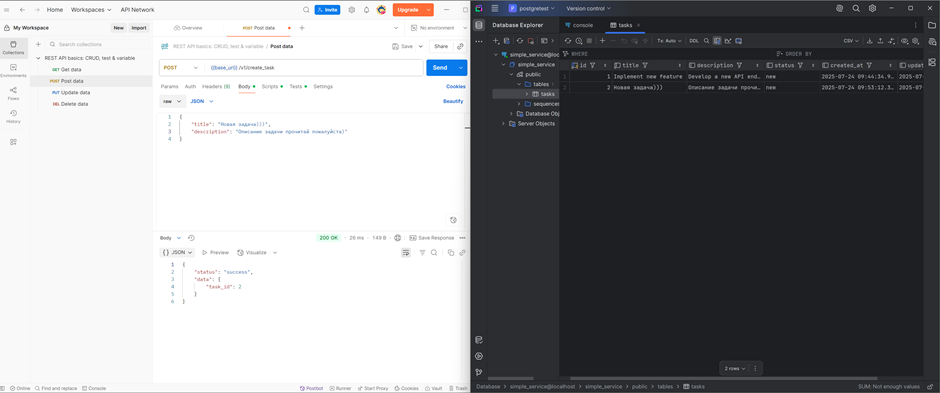 Home Workspaces API Network
Invite
Upgrade
My Workspace New Import
Overview
POST Post data
No environment
Collections
Environments
Flows
History
Search collections
REST API basics: CRUD, test & variable
GET Get data
POST Post data
PUT Update data
DEL Delete data
REST API basics: CRUD, test & variable / Post data
Save Share
POST {{base_url}} /v1/create_task
Send
Params Auth Headers (9) Body Scripts Tests Settings Cookies
raw JSON Beautify
1 {
2 "title": "Новая задача)))",
3 "description": "Описание задачи прочитай пожалуйста)"
4 }
Body
200 OK 26 ms 149 B Save Response
{} JSON Preview Visualize
1 {
2 "status": "success",
3 "data": {
4 "task_id": 2
5 }
6 }
Online Find and replace Console
Postbot Runner Start Proxy Cookies Vault Trash
P postgretest Version control
Database Explorer
console
tasks
Tx: Auto DDL CSV
simple_service@localho
simple_service
public
tables
tasks
sequences
Database Obj
Server Objects
WHERE ORDER BY
id title description status created_at updat
1 1 Implement new feature Develop a new API end… new 2025-07-24 09:44:34.9… 2025-
2 2 Новая задача))) Описание задачи прочи… new 2025-07-24 09:53:12.3… 2025-
2 rows
Database simple_service@localhost simple_service public tables tasks
SUM: Not enough values